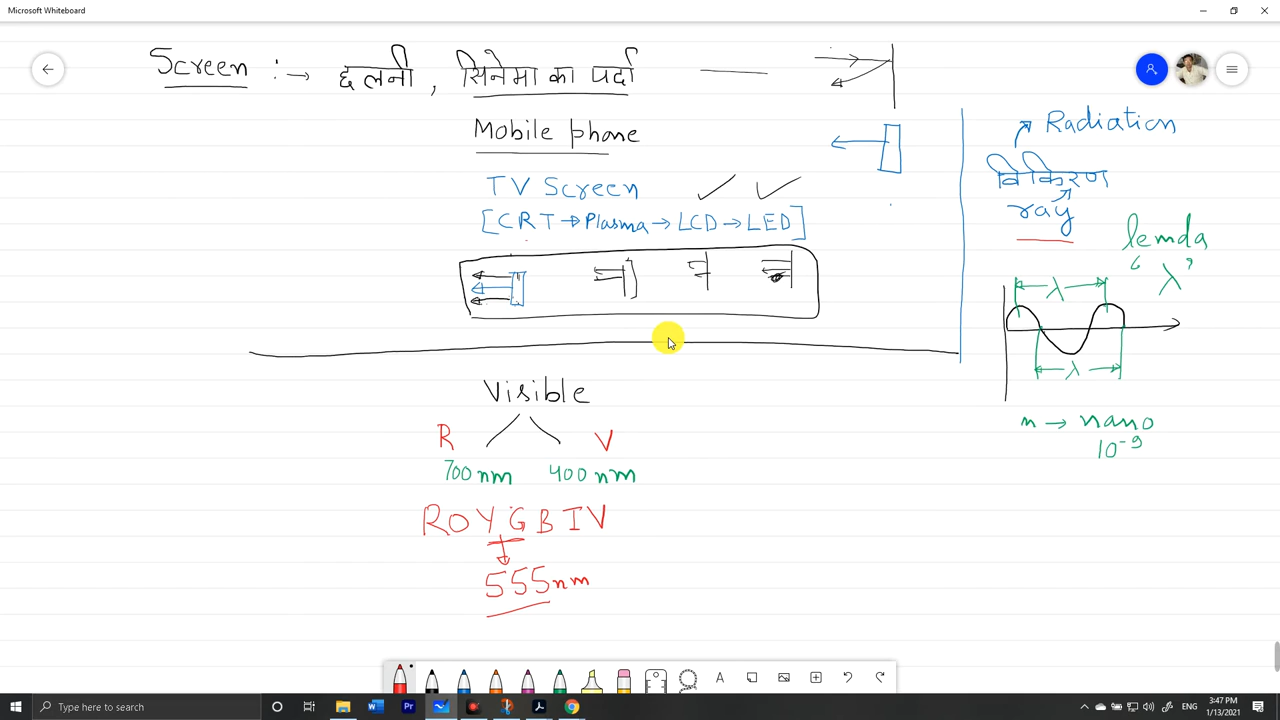 Microsoft Whiteboard
Screen :→ छलनी, सिनेमा का पर्दा
Mobile phone
TV Screen
[CRT → Plasma → LCD → LED]
Radiation
विकिरण
ray
lemda
‘ λ ’
λ
λ
n → nano
10⁻⁹
Visible
R V
700 nm 400 nm
ROYGBIV
555nm
Type here to search
3:47 PM
ENG
1/13/2021